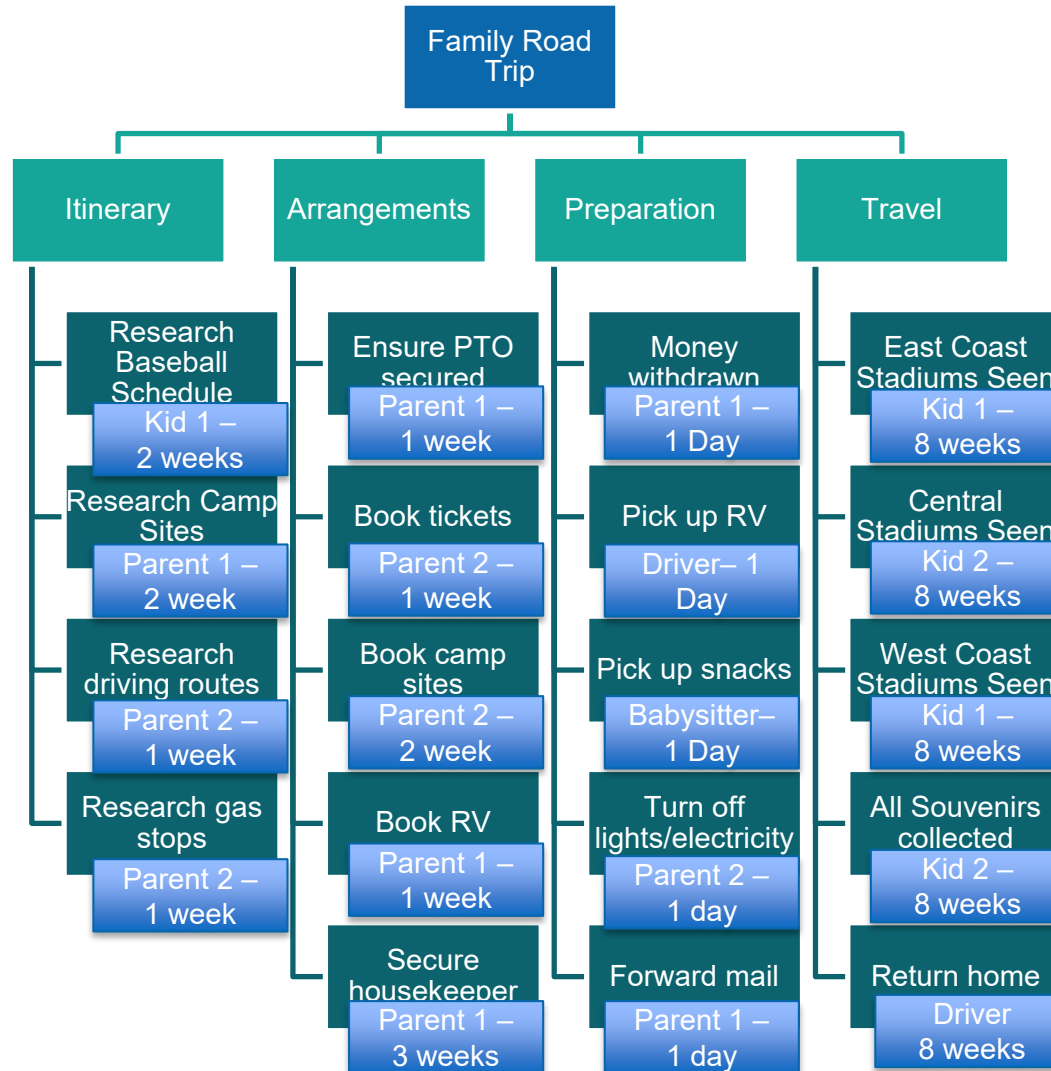 Family Road
Trip
Itinerary
Arrangements
Preparation
Travel
Research
Baseball
Schedule
Kid 1 –
2 weeks
Research Camp
Sites
Parent 1 –
2 week
Research
driving routes
Parent 2 –
1 week
Research gas
stops
Parent 2 –
1 week
Ensure PTO
secured
Parent 1 –
1 week
Book tickets
Parent 2 –
1 week
Book camp
sites
Parent 2 –
2 week
Book RV
Parent 1 –
1 week
Secure
housekeeper
Parent 1 –
3 weeks
Money
withdrawn
Parent 1 –
1 Day
Pick up RV
Driver– 1
Day
Pick up snacks
Babysitter–
1 Day
Turn off
lights/electricity
Parent 2 –
1 day
Forward mail
Parent 1 –
1 day
East Coast
Stadiums Seen
Kid 1 –
8 weeks
Central
Stadiums Seen
Kid 2 –
8 weeks
West Coast
Stadiums Seen
Kid 1 –
8 weeks
All Souvenirs
collected
Kid 2 –
8 weeks
Return home
Driver
8 weeks